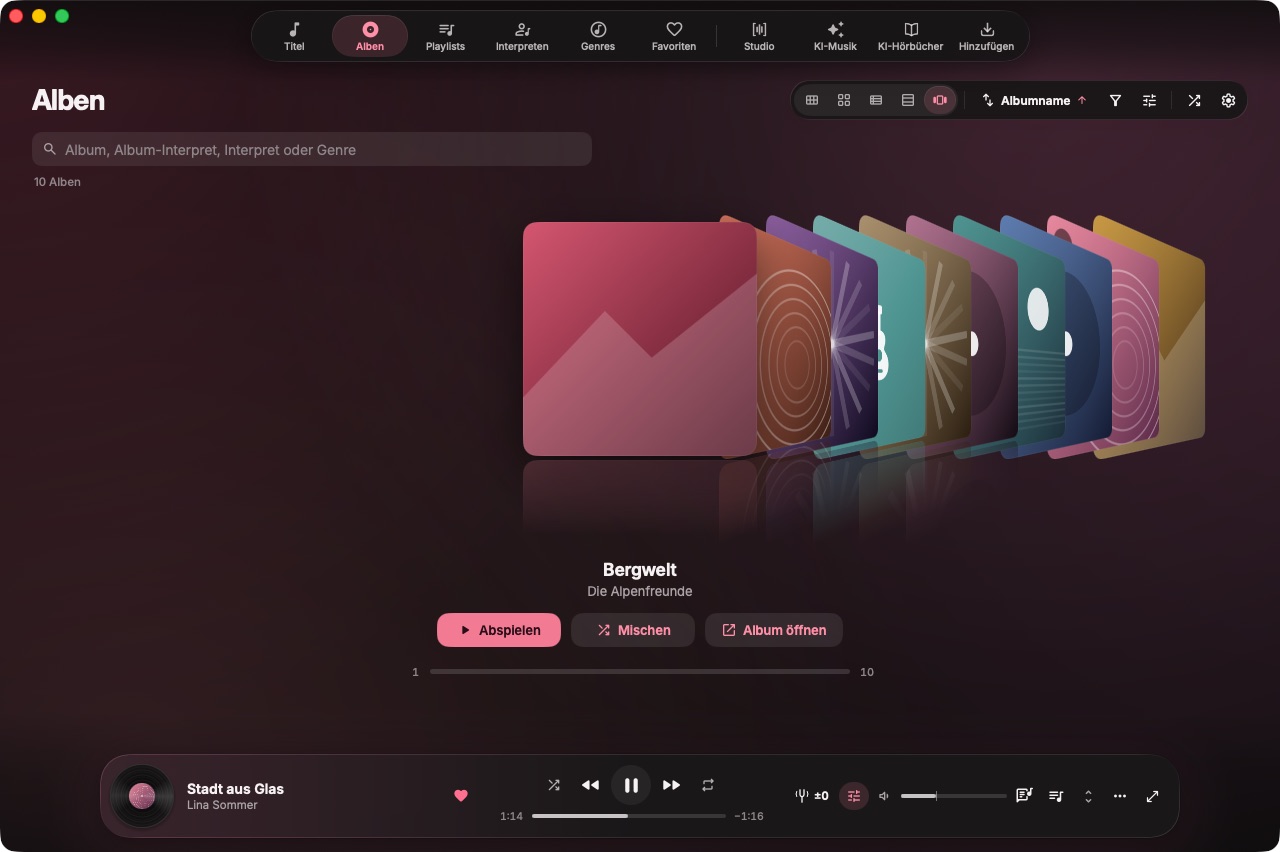 Titel
Alben
Playlists
Interpreten
Genres
Favoriten
Studio
KI-Musik
KI-Hörbücher
Hinzufügen
Alben
Albumname
Album, Album-Interpret, Interpret oder Genre
10 Alben
Bergwelt
Die Alpenfreunde
Abspielen
Mischen
Album öffnen
1
10
Stadt aus Glas
Lina Sommer
1:14
−1:16
±0